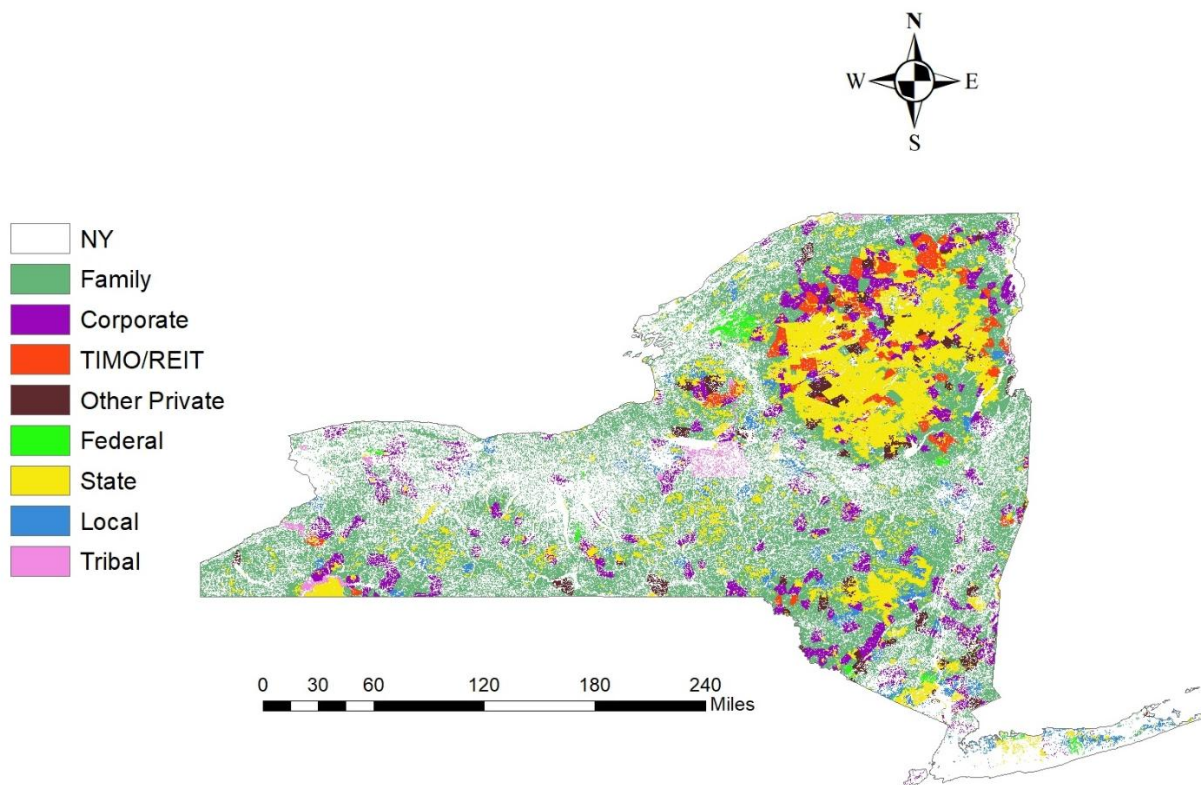 N
W E
S
NY
Family
Corporate
TIMO/REIT
Other Private
Federal
State
Local
Tribal
0 30 60 120 180 240
Miles